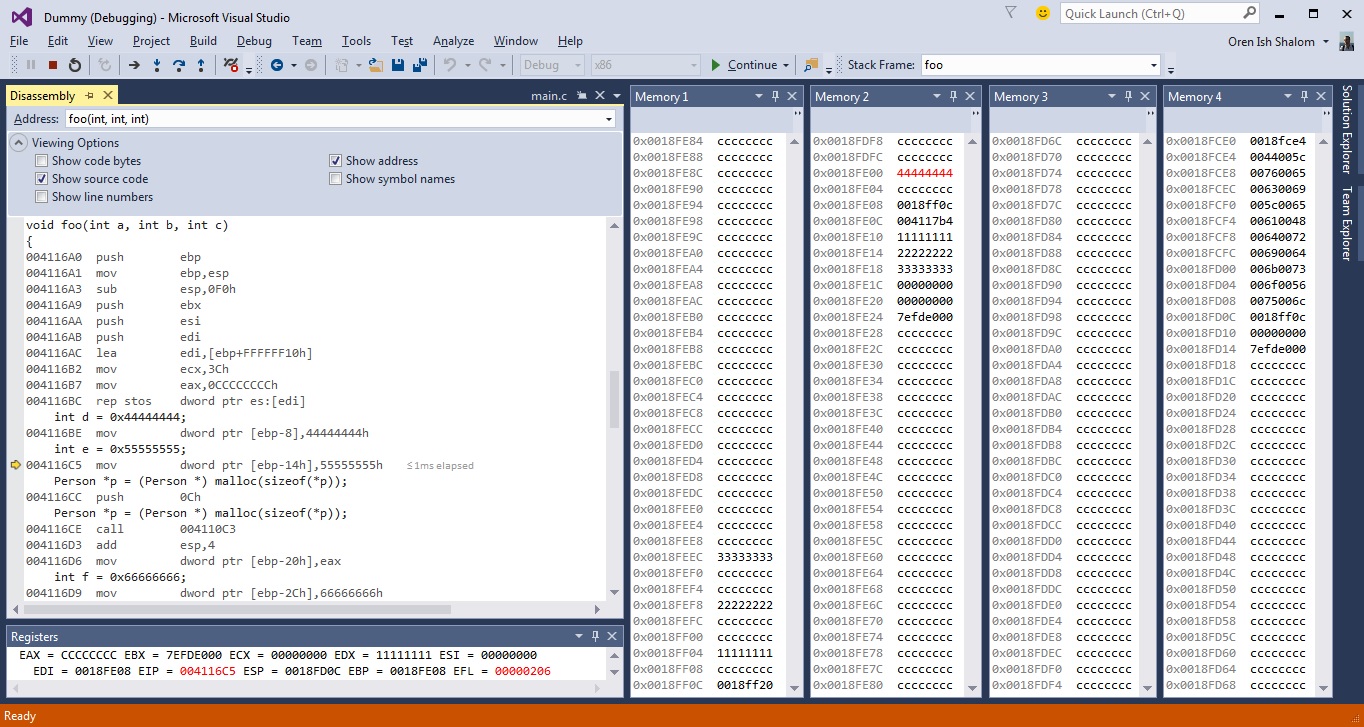 Dummy (Debugging) - Microsoft Visual Studio
Quick Launch (Ctrl+Q)
File Edit View Project Build Debug Team Tools Test Analyze Window Help
Oren Ish Shalom
Debug x86 Continue Stack Frame: foo
Disassembly
main.c
Address: foo(int, int, int)
Viewing Options
Show code bytes Show address
Show source code Show symbol names
Show line numbers
void foo(int a, int b, int c)
{
004116A0 push ebp
004116A1 mov ebp,esp
004116A3 sub esp,0F0h
004116A9 push ebx
004116AA push esi
004116AB push edi
004116AC lea edi,[ebp+FFFFFF10h]
004116B2 mov ecx,3Ch
004116B7 mov eax,0CCCCCCCCh
004116BC rep stos dword ptr es:[edi]
int d = 0x44444444;
004116BE mov dword ptr [ebp-8],44444444h
int e = 0x55555555;
004116C5 mov dword ptr [ebp-14h],55555555h ≤1ms elapsed
Person *p = (Person *) malloc(sizeof(*p));
004116CC push 0Ch
Person *p = (Person *) malloc(sizeof(*p));
004116CE call 004110C3
004116D3 add esp,4
004116D6 mov dword ptr [ebp-20h],eax
int f = 0x66666666;
004116D9 mov dword ptr [ebp-2Ch],66666666h
Registers
EAX = CCCCCCCC EBX = 7EFDE000 ECX = 00000000 EDX = 11111111 ESI = 00000000
EDI = 0018FE08 EIP = 004116C5 ESP = 0018FD0C EBP = 0018FE08 EFL = 00000206
Memory 1
0x0018FE84 cccccccc
0x0018FE88 cccccccc
0x0018FE8C cccccccc
0x0018FE90 cccccccc
0x0018FE94 cccccccc
0x0018FE98 cccccccc
0x0018FE9C cccccccc
0x0018FEA0 cccccccc
0x0018FEA4 cccccccc
0x0018FEA8 cccccccc
0x0018FEAC cccccccc
0x0018FEB0 cccccccc
0x0018FEB4 cccccccc
0x0018FEB8 cccccccc
0x0018FEBC cccccccc
0x0018FEC0 cccccccc
0x0018FEC4 cccccccc
0x0018FEC8 cccccccc
0x0018FECC cccccccc
0x0018FED0 cccccccc
0x0018FED4 cccccccc
0x0018FED8 cccccccc
0x0018FEDC cccccccc
0x0018FEE0 cccccccc
0x0018FEE4 cccccccc
0x0018FEE8 cccccccc
0x0018FEEC 33333333
0x0018FEF0 cccccccc
0x0018FEF4 cccccccc
0x0018FEF8 22222222
0x0018FEFC cccccccc
0x0018FF00 cccccccc
0x0018FF04 11111111
0x0018FF08 cccccccc
0x0018FF0C 0018ff20
Memory 2
0x0018FDF8 cccccccc
0x0018FDFC cccccccc
0x0018FE00 44444444
0x0018FE04 cccccccc
0x0018FE08 0018ff0c
0x0018FE0C 004117b4
0x0018FE10 11111111
0x0018FE14 22222222
0x0018FE18 33333333
0x0018FE1C 00000000
0x0018FE20 00000000
0x0018FE24 7efde000
0x0018FE28 cccccccc
0x0018FE2C cccccccc
0x0018FE30 cccccccc
0x0018FE34 cccccccc
0x0018FE38 cccccccc
0x0018FE3C cccccccc
0x0018FE40 cccccccc
0x0018FE44 cccccccc
0x0018FE48 cccccccc
0x0018FE4C cccccccc
0x0018FE50 cccccccc
0x0018FE54 cccccccc
0x0018FE58 cccccccc
0x0018FE5C cccccccc
0x0018FE60 cccccccc
0x0018FE64 cccccccc
0x0018FE68 cccccccc
0x0018FE6C cccccccc
0x0018FE70 cccccccc
0x0018FE74 cccccccc
0x0018FE78 cccccccc
0x0018FE7C cccccccc
0x0018FE80 cccccccc
Memory 3
0x0018FD6C cccccccc
0x0018FD70 cccccccc
0x0018FD74 cccccccc
0x0018FD78 cccccccc
0x0018FD7C cccccccc
0x0018FD80 cccccccc
0x0018FD84 cccccccc
0x0018FD88 cccccccc
0x0018FD8C cccccccc
0x0018FD90 cccccccc
0x0018FD94 cccccccc
0x0018FD98 cccccccc
0x0018FD9C cccccccc
0x0018FDA0 cccccccc
0x0018FDA4 cccccccc
0x0018FDA8 cccccccc
0x0018FDAC cccccccc
0x0018FDB0 cccccccc
0x0018FDB4 cccccccc
0x0018FDB8 cccccccc
0x0018FDBC cccccccc
0x0018FDC0 cccccccc
0x0018FDC4 cccccccc
0x0018FDC8 cccccccc
0x0018FDCC cccccccc
0x0018FDD0 cccccccc
0x0018FDD4 cccccccc
0x0018FDD8 cccccccc
0x0018FDDC cccccccc
0x0018FDE0 cccccccc
0x0018FDE4 cccccccc
0x0018FDE8 cccccccc
0x0018FDEC cccccccc
0x0018FDF0 cccccccc
0x0018FDF4 cccccccc
Memory 4
0x0018FCE0 0018fce4
0x0018FCE4 0044005c
0x0018FCE8 00760065
0x0018FCEC 00630069
0x0018FCF0 005c0065
0x0018FCF4 00610048
0x0018FCF8 00640072
0x0018FCFC 00690064
0x0018FD00 006b0073
0x0018FD04 006f0056
0x0018FD08 0075006c
0x0018FD0C 0018ff0c
0x0018FD10 00000000
0x0018FD14 7efde000
0x0018FD18 cccccccc
0x0018FD1C cccccccc
0x0018FD20 cccccccc
0x0018FD24 cccccccc
0x0018FD28 cccccccc
0x0018FD2C cccccccc
0x0018FD30 cccccccc
0x0018FD34 cccccccc
0x0018FD38 cccccccc
0x0018FD3C cccccccc
0x0018FD40 cccccccc
0x0018FD44 cccccccc
0x0018FD48 cccccccc
0x0018FD4C cccccccc
0x0018FD50 cccccccc
0x0018FD54 cccccccc
0x0018FD58 cccccccc
0x0018FD5C cccccccc
0x0018FD60 cccccccc
0x0018FD64 cccccccc
0x0018FD68 cccccccc
Solution Explorer
Team Explorer
Ready